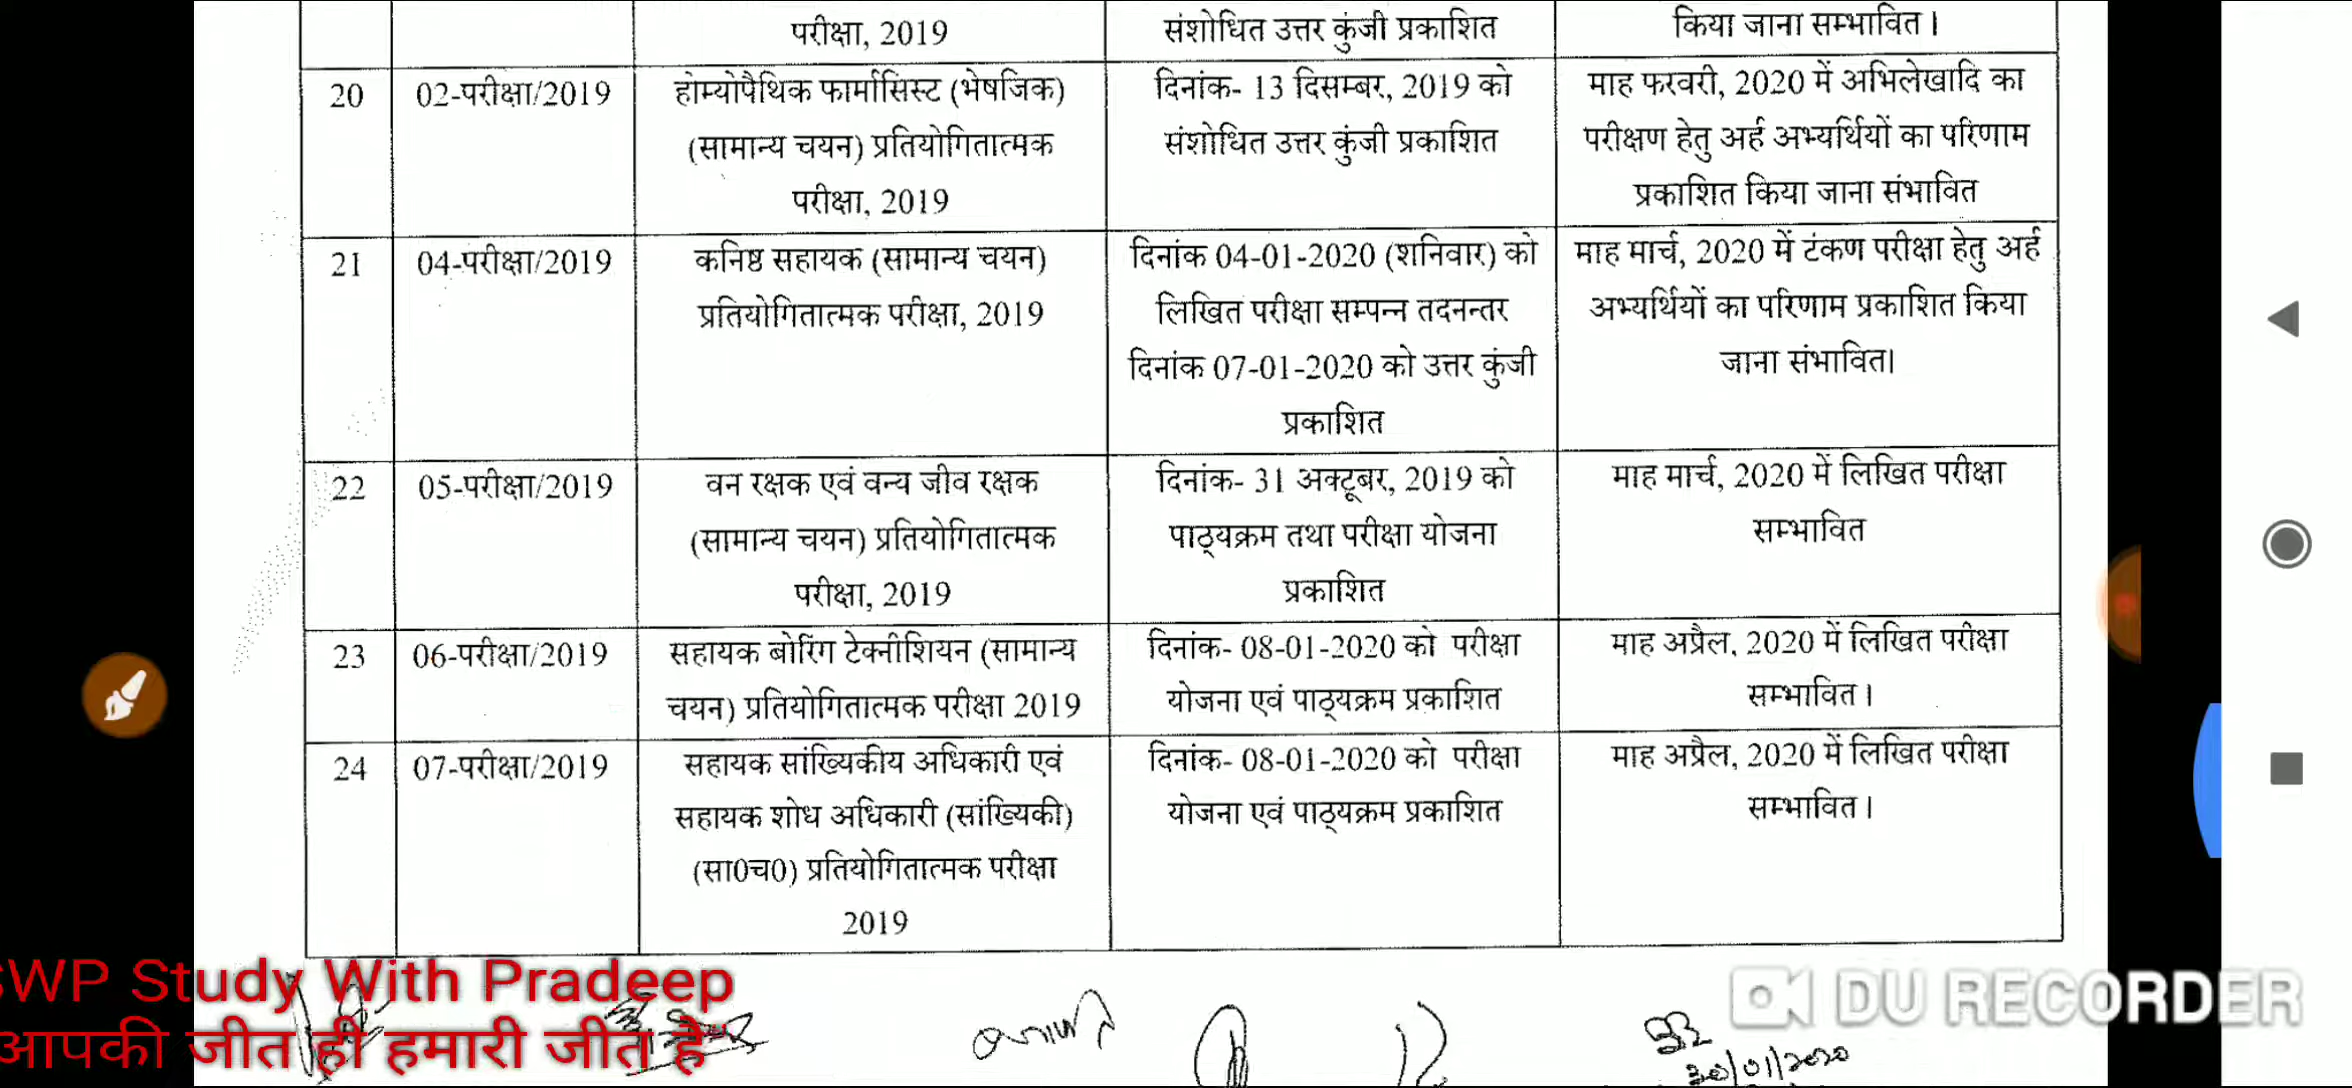 परीक्षा, 2019
संशोधित उत्तर कुंजी प्रकाशित
किया जाना सम्भावित।
20
02-परीक्षा/2019
होम्योपैथिक फार्मासिस्ट (भेषजिक)
(सामान्य चयन) प्रतियोगितात्मक
परीक्षा, 2019
दिनांक- 13 दिसम्बर, 2019 को
संशोधित उत्तर कुंजी प्रकाशित
माह फरवरी, 2020 में अभिलेखादि का
परीक्षण हेतु अर्ह अभ्यर्थियों का परिणाम
प्रकाशित किया जाना संभावित
21
04-परीक्षा/2019
कनिष्ठ सहायक (सामान्य चयन)
प्रतियोगितात्मक परीक्षा, 2019
दिनांक 04-01-2020 (शनिवार) को
लिखित परीक्षा सम्पन्न तदनन्तर
दिनांक 07-01-2020 को उत्तर कुंजी
प्रकाशित
माह मार्च, 2020 में टंकण परीक्षा हेतु अर्ह
अभ्यर्थियों का परिणाम प्रकाशित किया
जाना संभावित।
22
05-परीक्षा/2019
वन रक्षक एवं वन्य जीव रक्षक
(सामान्य चयन) प्रतियोगितात्मक
परीक्षा, 2019
दिनांक- 31 अक्टूबर, 2019 को
पाठ्यक्रम तथा परीक्षा योजना
प्रकाशित
माह मार्च, 2020 में लिखित परीक्षा
सम्भावित
23
06-परीक्षा/2019
सहायक बोरिंग टेक्नीशियन (सामान्य
चयन) प्रतियोगितात्मक परीक्षा 2019
दिनांक- 08-01-2020 को परीक्षा
योजना एवं पाठ्यक्रम प्रकाशित
माह अप्रैल, 2020 में लिखित परीक्षा
सम्भावित।
24
07-परीक्षा/2019
सहायक सांख्यिकीय अधिकारी एवं
सहायक शोध अधिकारी (सांख्यिकी)
(सा0च0) प्रतियोगितात्मक परीक्षा
2019
दिनांक- 08-01-2020 को परीक्षा
योजना एवं पाठ्यक्रम प्रकाशित
माह अप्रैल, 2020 में लिखित परीक्षा
सम्भावित।
SWP Study With Pradeep
आपकी जीत ही हमारी जीत है"
DU RECORDER
20/01/2020